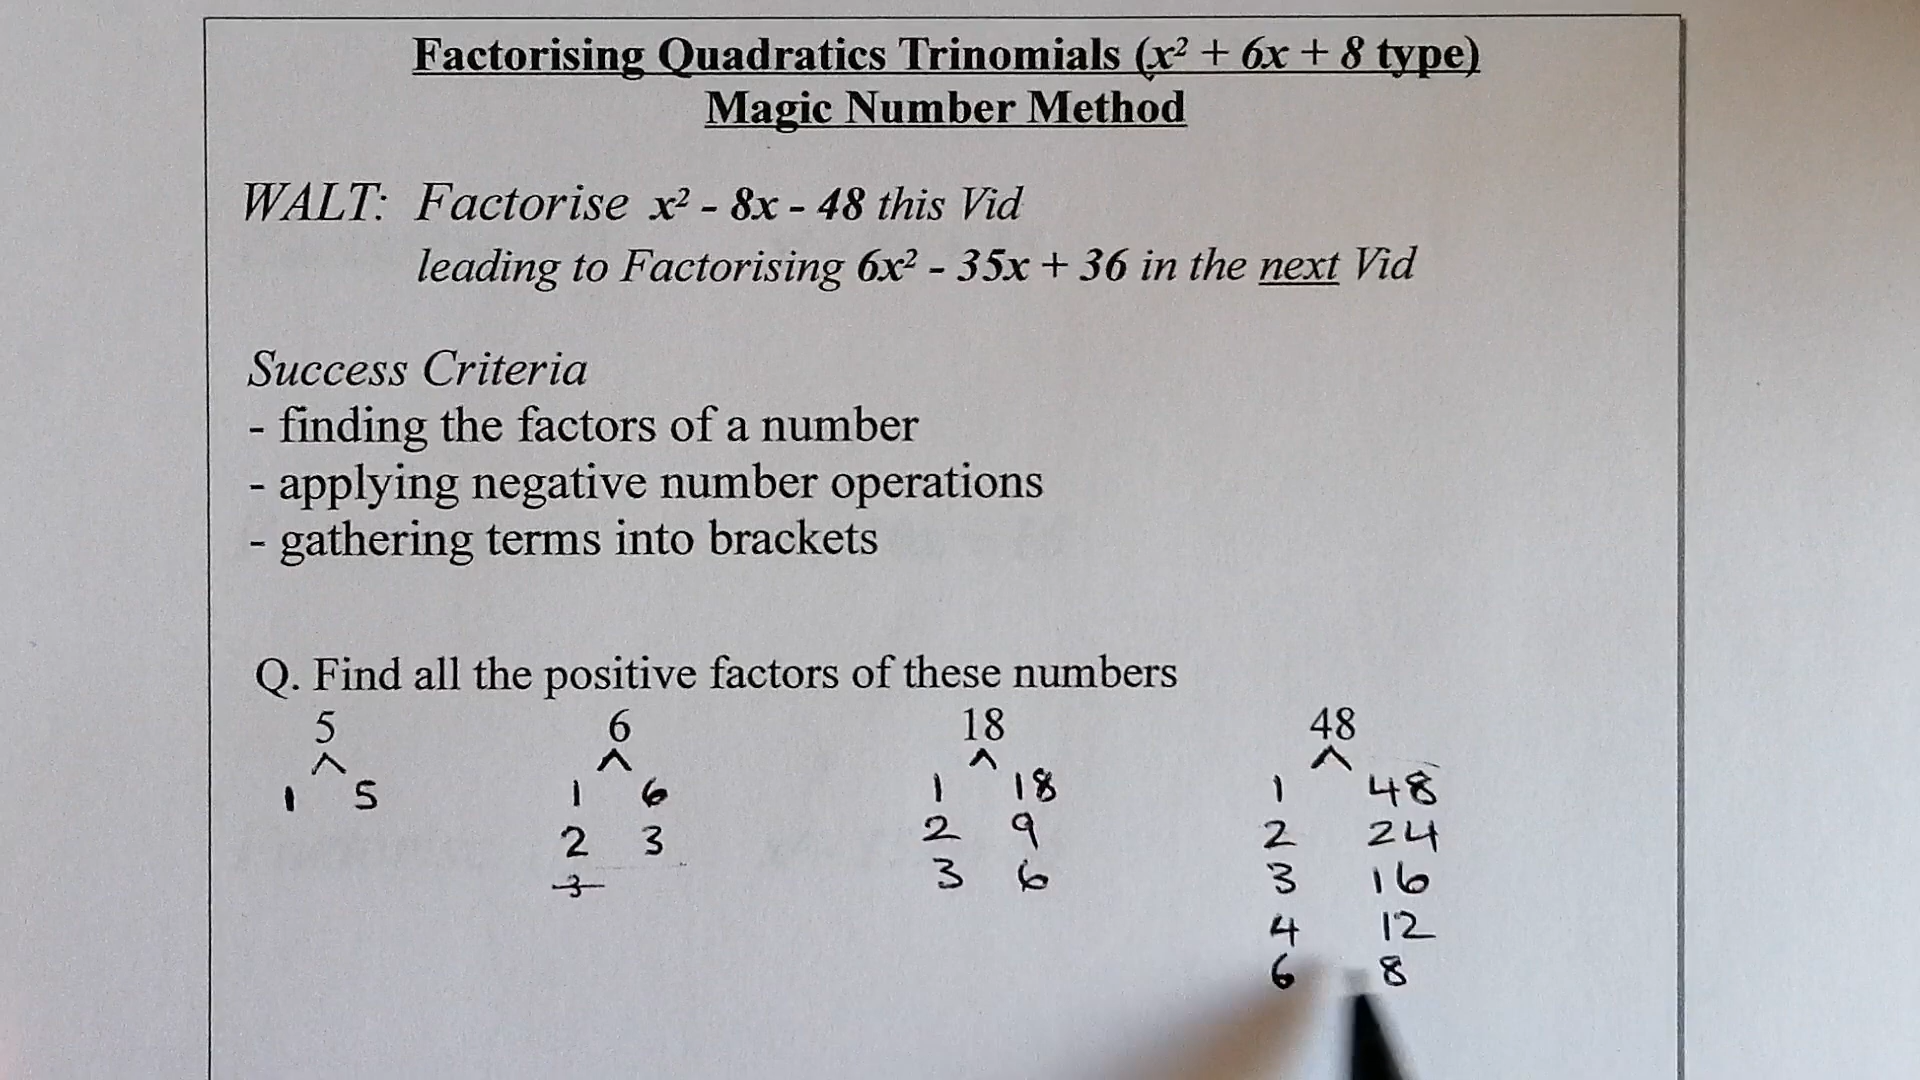 Factorising Quadratics Trinomials (x² + 6x + 8 type)
Magic Number Method
WALT: Factorise x² - 8x - 48 this Vid
leading to Factorising 6x² - 35x + 36 in the next Vid
Success Criteria
- finding the factors of a number
- applying negative number operations
- gathering terms into brackets
Q. Find all the positive factors of these numbers
5 6 18 48
1 5 1 6 1 18 1 48
2 3 2 9 2 24
3 3 6 3 16
4 12
6 8